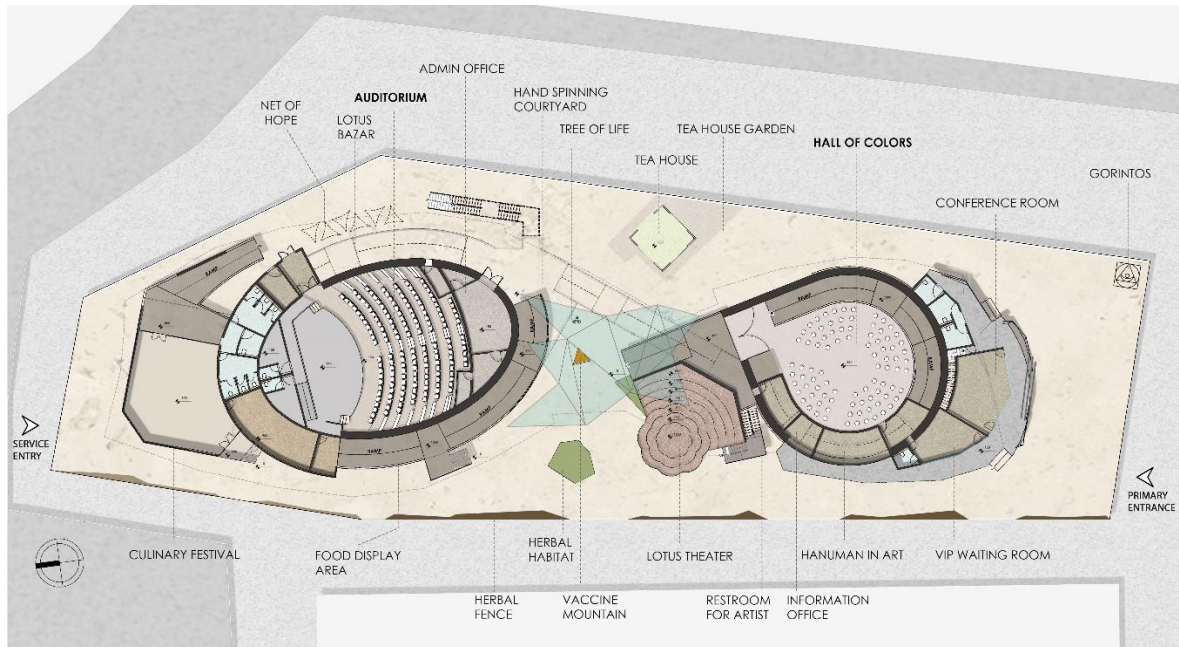 ADMIN OFFICE
AUDITORIUM
HAND SPINNING
COURTYARD
NET OF
HOPE
LOTUS
BAZAR
TREE OF LIFE
TEA HOUSE GARDEN
HALL OF COLORS
TEA HOUSE
GORINTOS
CONFERENCE ROOM
RAMP
RAMP
RAMP
RAMP
RAMP
RAMP
SERVICE
ENTRY
PRIMARY
ENTRANCE
CULINARY FESTIVAL
FOOD DISPLAY
AREA
HERBAL
HABITAT
LOTUS THEATER
HANUMAN IN ART
VIP WAITING ROOM
HERBAL
FENCE
VACCINE
MOUNTAIN
RESTROOM
FOR ARTIST
INFORMATION
OFFICE